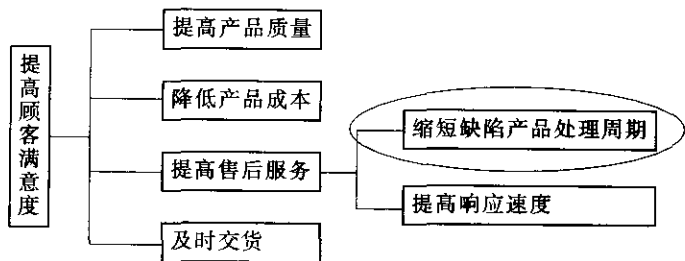 提高顾客满意度
提高产品质量
降低产品成本
提高售后服务
及时交货
缩短缺陷产品处理周期
提高响应速度